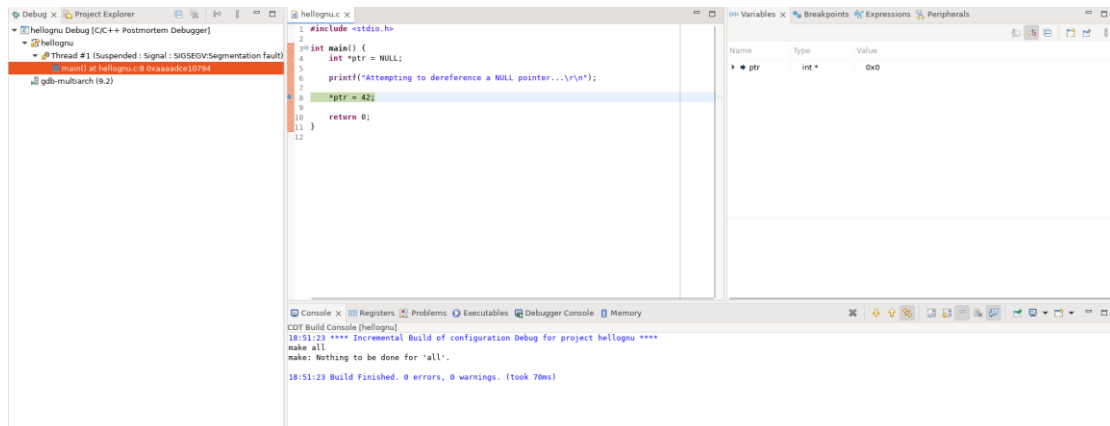 Debug Project Explorer
hellognu Debug [C/C++ Postmortem Debugger]
hellognu
Thread #1 (Suspended : Signal : SIGSEGV:Segmentation fault)
main() at hellognu.c:8 0xaaaadce10794
gdb-multiarch (9.2)
hellognu.c
1 #include <stdio.h>
2
3 int main() {
4 int *ptr = NULL;
5
6 printf("Attempting to dereference a NULL pointer...\r\n");
7
8 *ptr = 42;
9
10 return 0;
11 }
12
(x)= Variables Breakpoints Expressions Peripherals
Name Type Value
ptr int * 0x0
Console Registers Problems Executables Debugger Console Memory
CDT Build Console [hellognu]
18:51:23 **** Incremental Build of configuration Debug for project hellognu ****
make all
make: Nothing to be done for 'all'.
18:51:23 Build Finished. 0 errors, 0 warnings. (took 70ms)